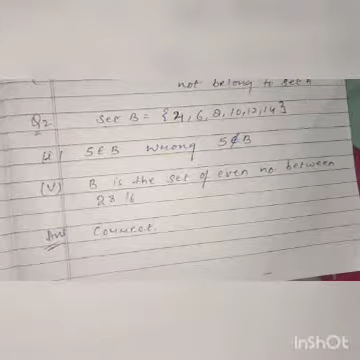 not belong to set A
Q2 Set B = {4, 6, 8, 10, 12, 14}
5 ∈ B Wrong 5 ∉ B
(V) B is the set of even no. between
2 & 16
Ans Correct.
InShOt